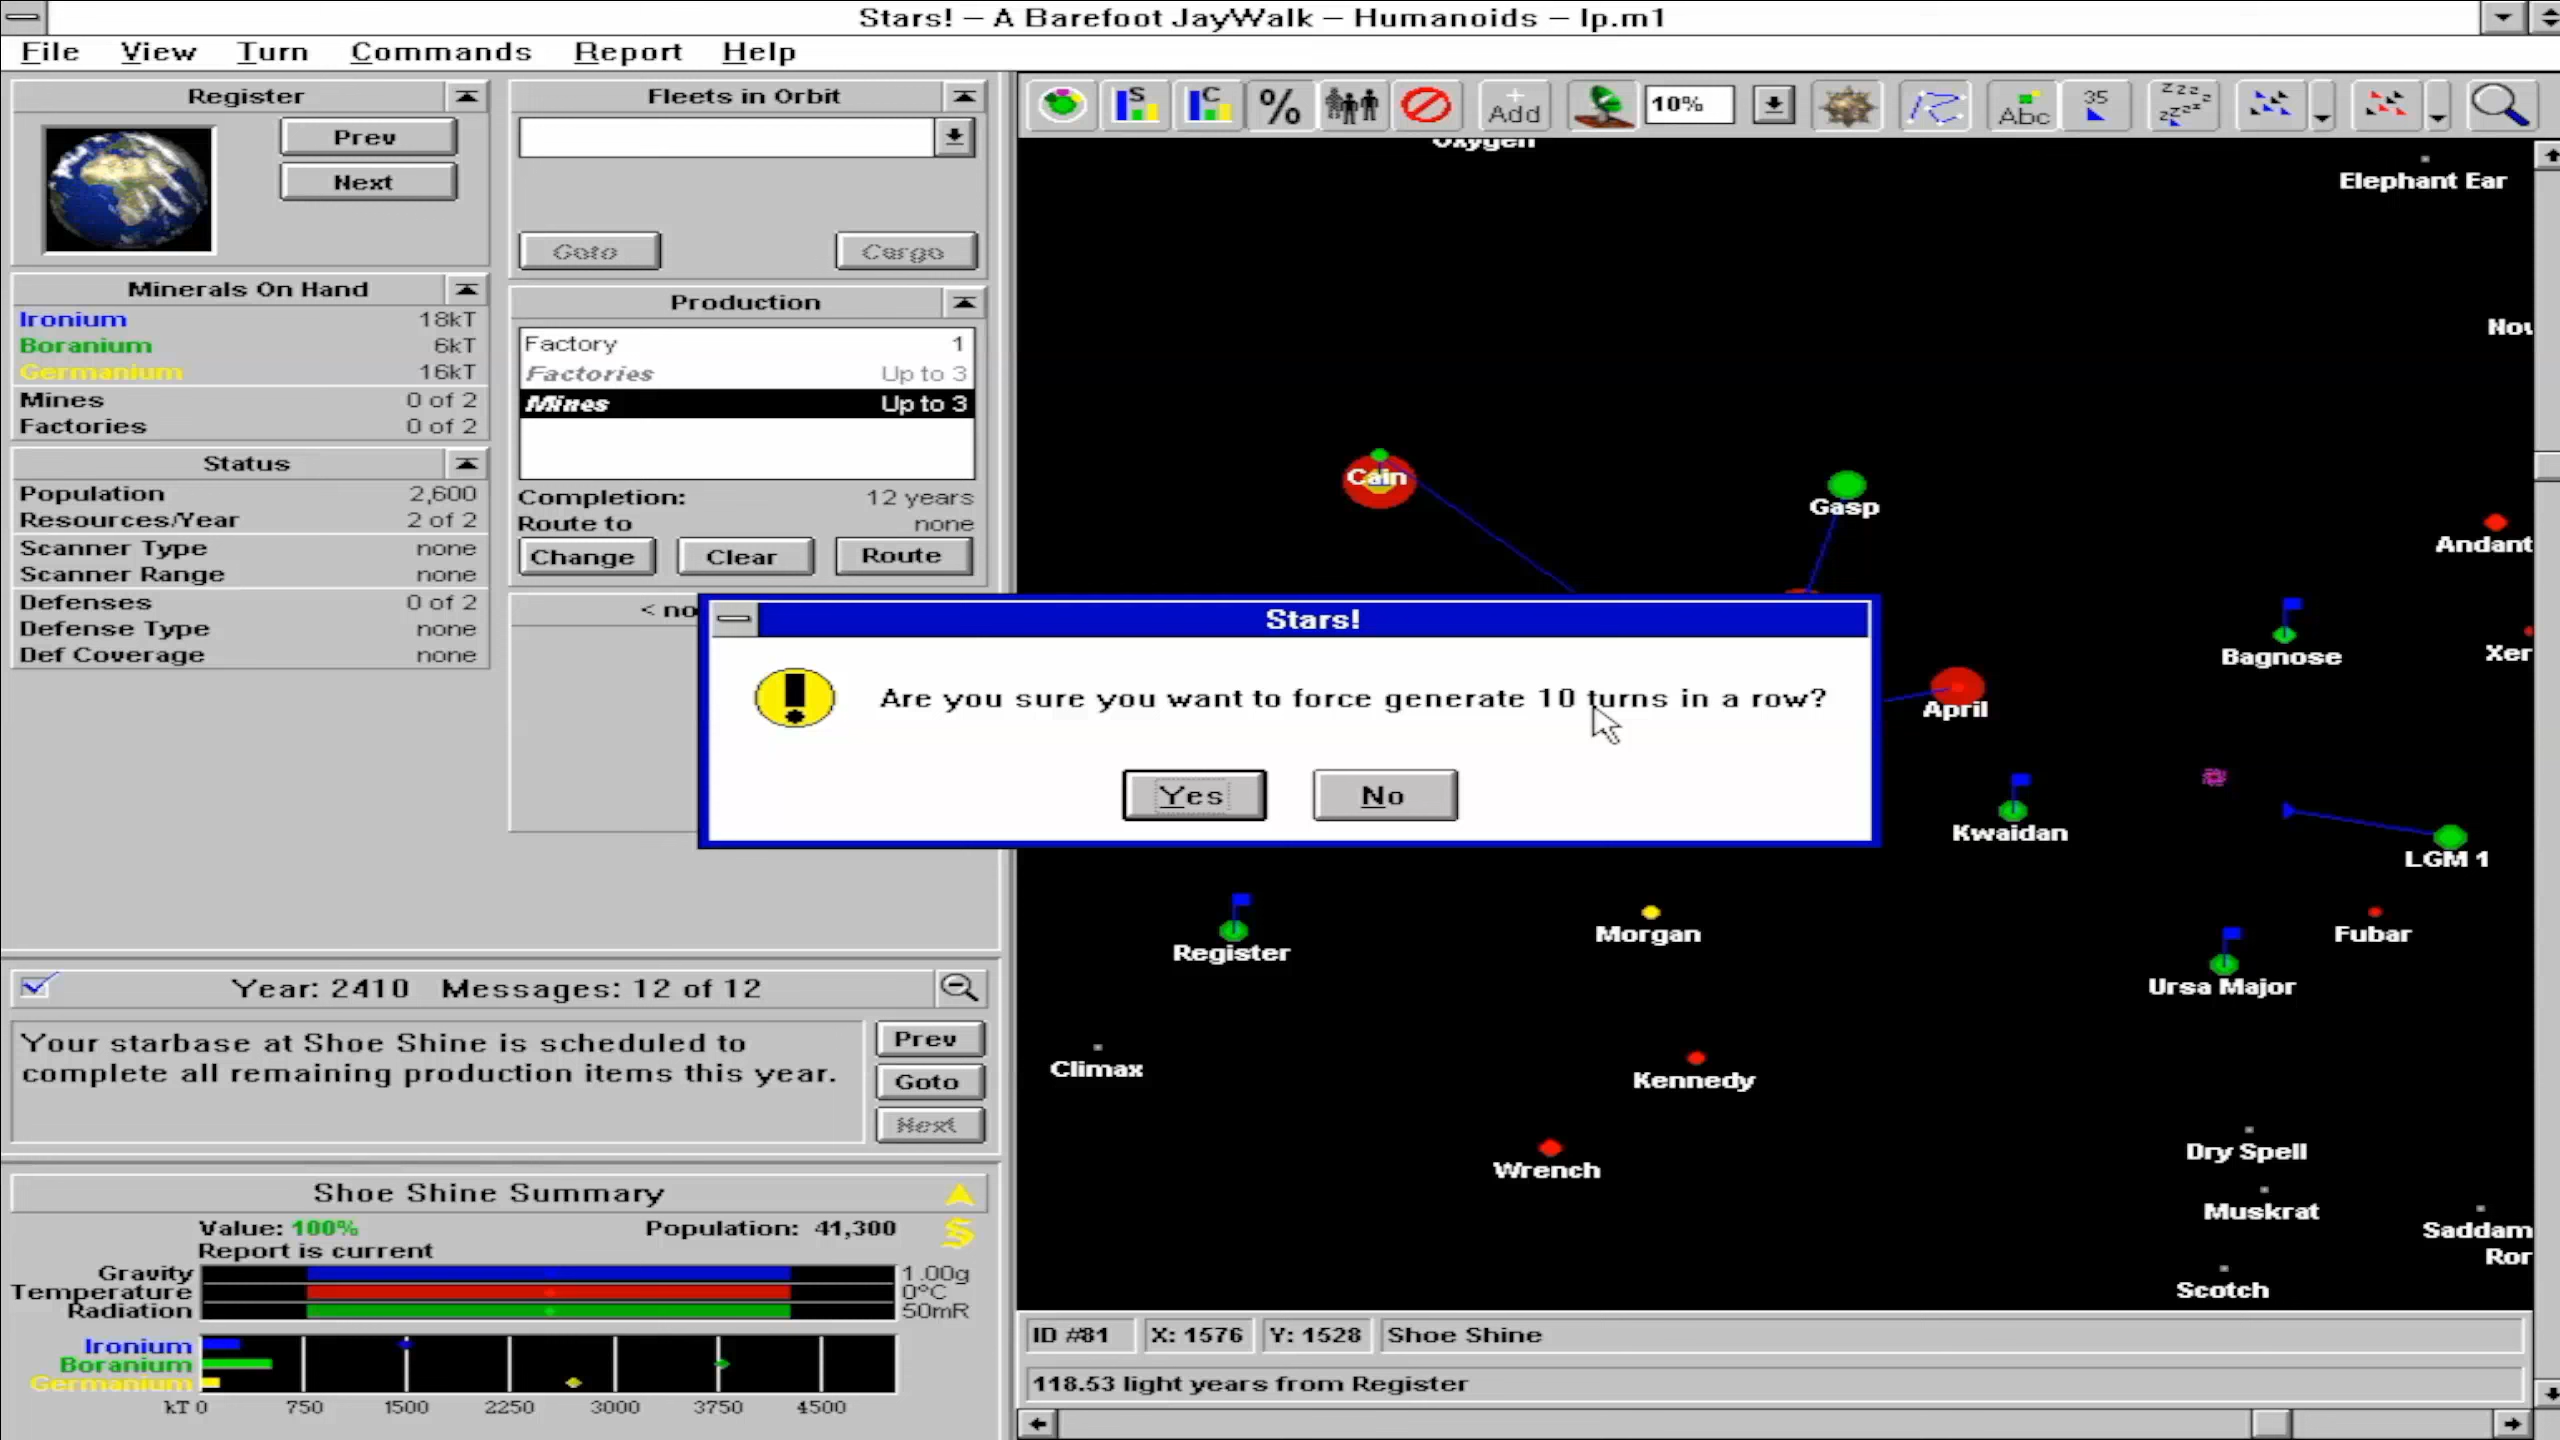 Stars! – A Barefoot JayWalk – Humanoids – lp.m1
File View Turn Commands Report Help
Register
Prev
Next
Minerals On Hand
Ironium 18kT
Boranium 6kT
Germanium 16kT
Mines 0 of 2
Factories 0 of 2
Status
Population 2,600
Resources/Year 2 of 2
Scanner Type none
Scanner Range none
Defenses 0 of 2
Defense Type none
Def Coverage none
Fleets in Orbit
Goto Cargo
Production
Factory 1
Factories Up to 3
Mines Up to 3
Completion: 12 years
Route to none
Change Clear Route
< no
S C % Add 10% Abc 35 Zzzz zzzz
Oxygen
Elephant Ear
Nov
Cain
Gasp
Andant
Bagnose
Xer
April
Kwaidan
LGM 1
Register
Morgan
Fubar
Ursa Major
Climax
Kennedy
Dry Spell
Wrench
Muskrat
Saddam
Ror
Scotch
Stars!
Are you sure you want to force generate 10 turns in a row?
Yes No
Year: 2410 Messages: 12 of 12
Your starbase at Shoe Shine is scheduled to
complete all remaining production items this year.
Prev
Goto
Next
Shoe Shine Summary
Value: 100% Population: 41,300
Report is current
Gravity 1.00g
Temperature 0°C
Radiation 50mR
Ironium
Boranium
Germanium
kT 0 750 1500 2250 3000 3750 4500
ID #81 X: 1576 Y: 1528 Shoe Shine
118.53 light years from Register